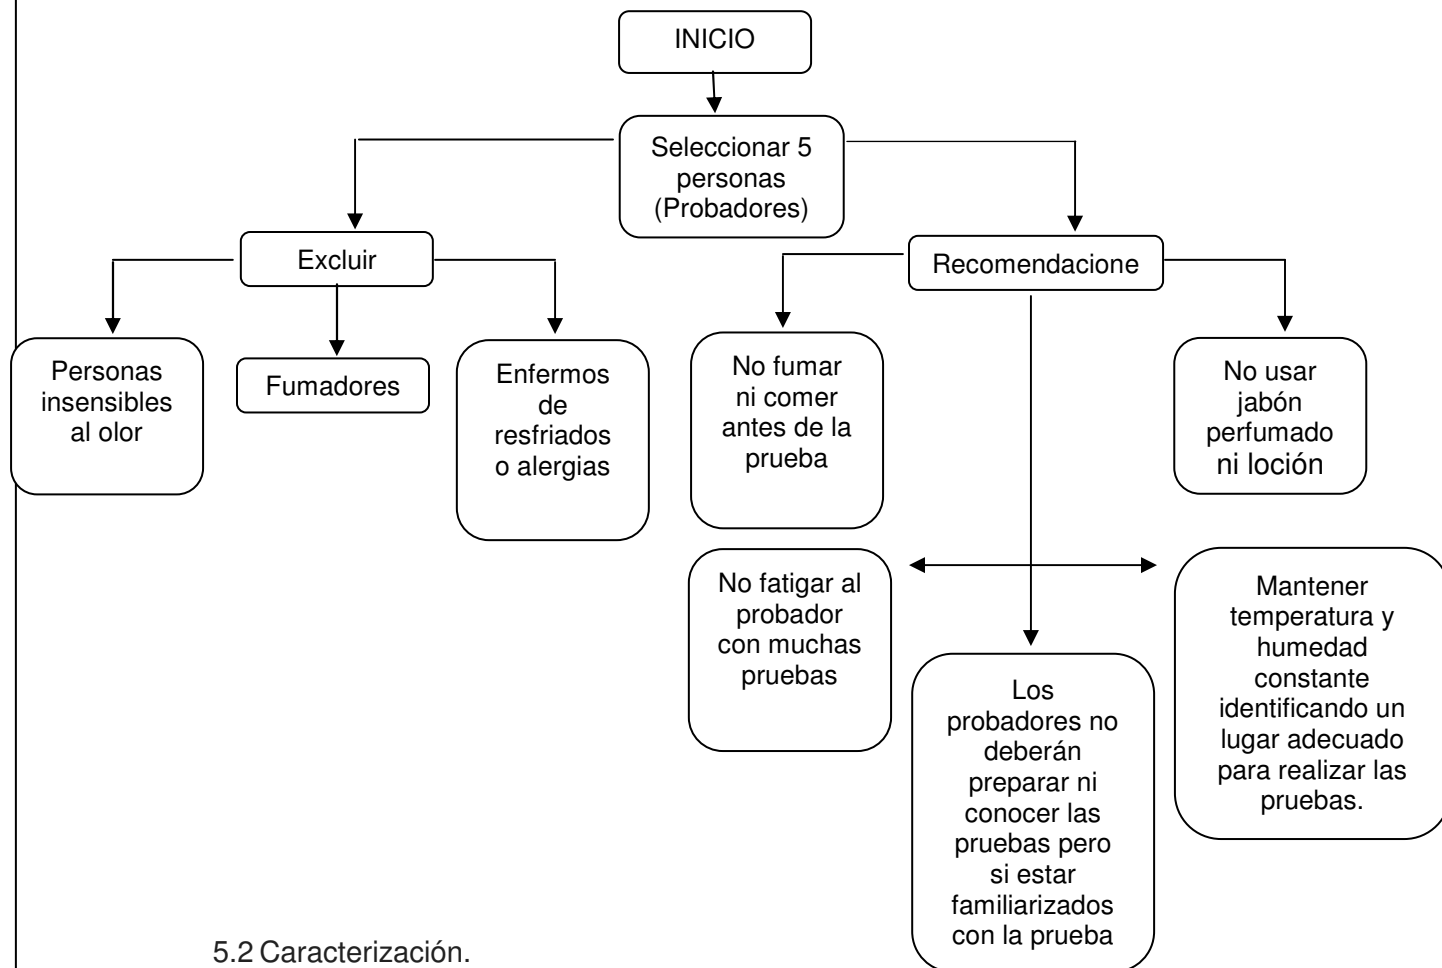 INICIO
Seleccionar 5
personas
(Probadores)
Excluir
Recomendacione
Personas
insensibles
al olor
Fumadores
Enfermos
de
resfriados
o alergias
No fumar
ni comer
antes de la
prueba
No usar
jabón
perfumado
ni loción
No fatigar al
probador
con muchas
pruebas
Los
probadores no
deberán
preparar ni
conocer las
pruebas pero
si estar
familiarizados
con la prueba
Mantener
temperatura y
humedad
constante
identificando un
lugar adecuado
para realizar las
pruebas.
5.2 Caracterización.